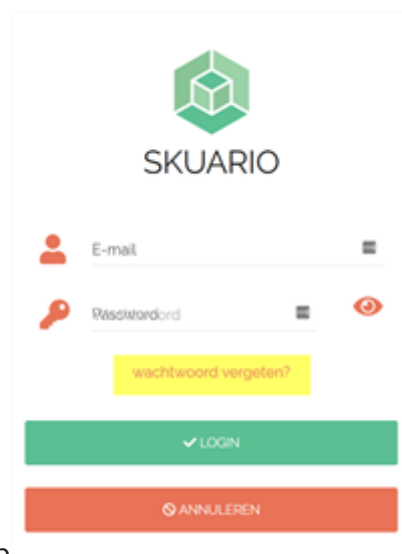 SKUARIO
E-mail
wachtwoord vergeten?
LOGIN
ANNULEREN